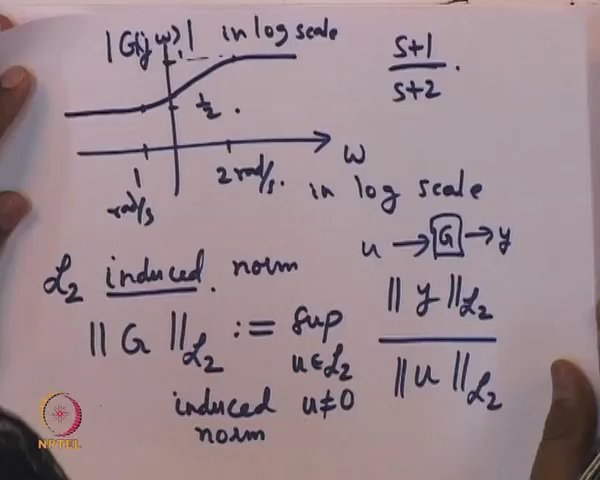 |G(jω)| in log scale
1
1/2
s+1
s+2
ω
1 rad/s
2 rad/s.
in log scale
u → G → y
L2 induced norm
||G||L2 := sup ||y||L2 / ||u||L2
induced norm
u∈L2
u≠0
NPTEL